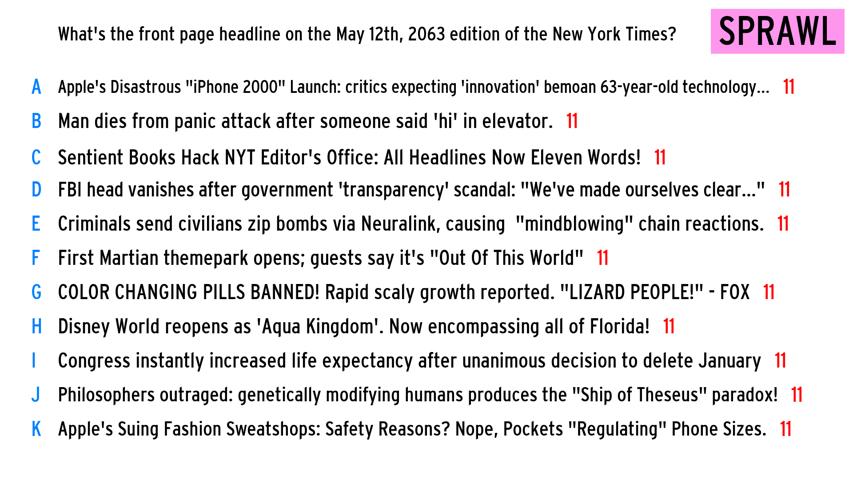 What's the front page headline on the May 12th, 2063 edition of the New York Times?
SPRAWL
A Apple's Disastrous "iPhone 2000" Launch: critics expecting 'innovation' bemoan 63-year-old technology... 11
B Man dies from panic attack after someone said 'hi' in elevator. 11
C Sentient Books Hack NYT Editor's Office: All Headlines Now Eleven Words! 11
D FBI head vanishes after government 'transparency' scandal: "We've made ourselves clear..." 11
E Criminals send civilians zip bombs via Neuralink, causing "mindblowing" chain reactions. 11
F First Martian themepark opens; guests say it's "Out Of This World" 11
G COLOR CHANGING PILLS BANNED! Rapid scaly growth reported. "LIZARD PEOPLE!" - FOX 11
H Disney World reopens as 'Aqua Kingdom'. Now encompassing all of Florida! 11
I Congress instantly increased life expectancy after unanimous decision to delete January 11
J Philosophers outraged: genetically modifying humans produces the "Ship of Theseus" paradox! 11
K Apple's Suing Fashion Sweatshops: Safety Reasons? Nope, Pockets "Regulating" Phone Sizes. 11